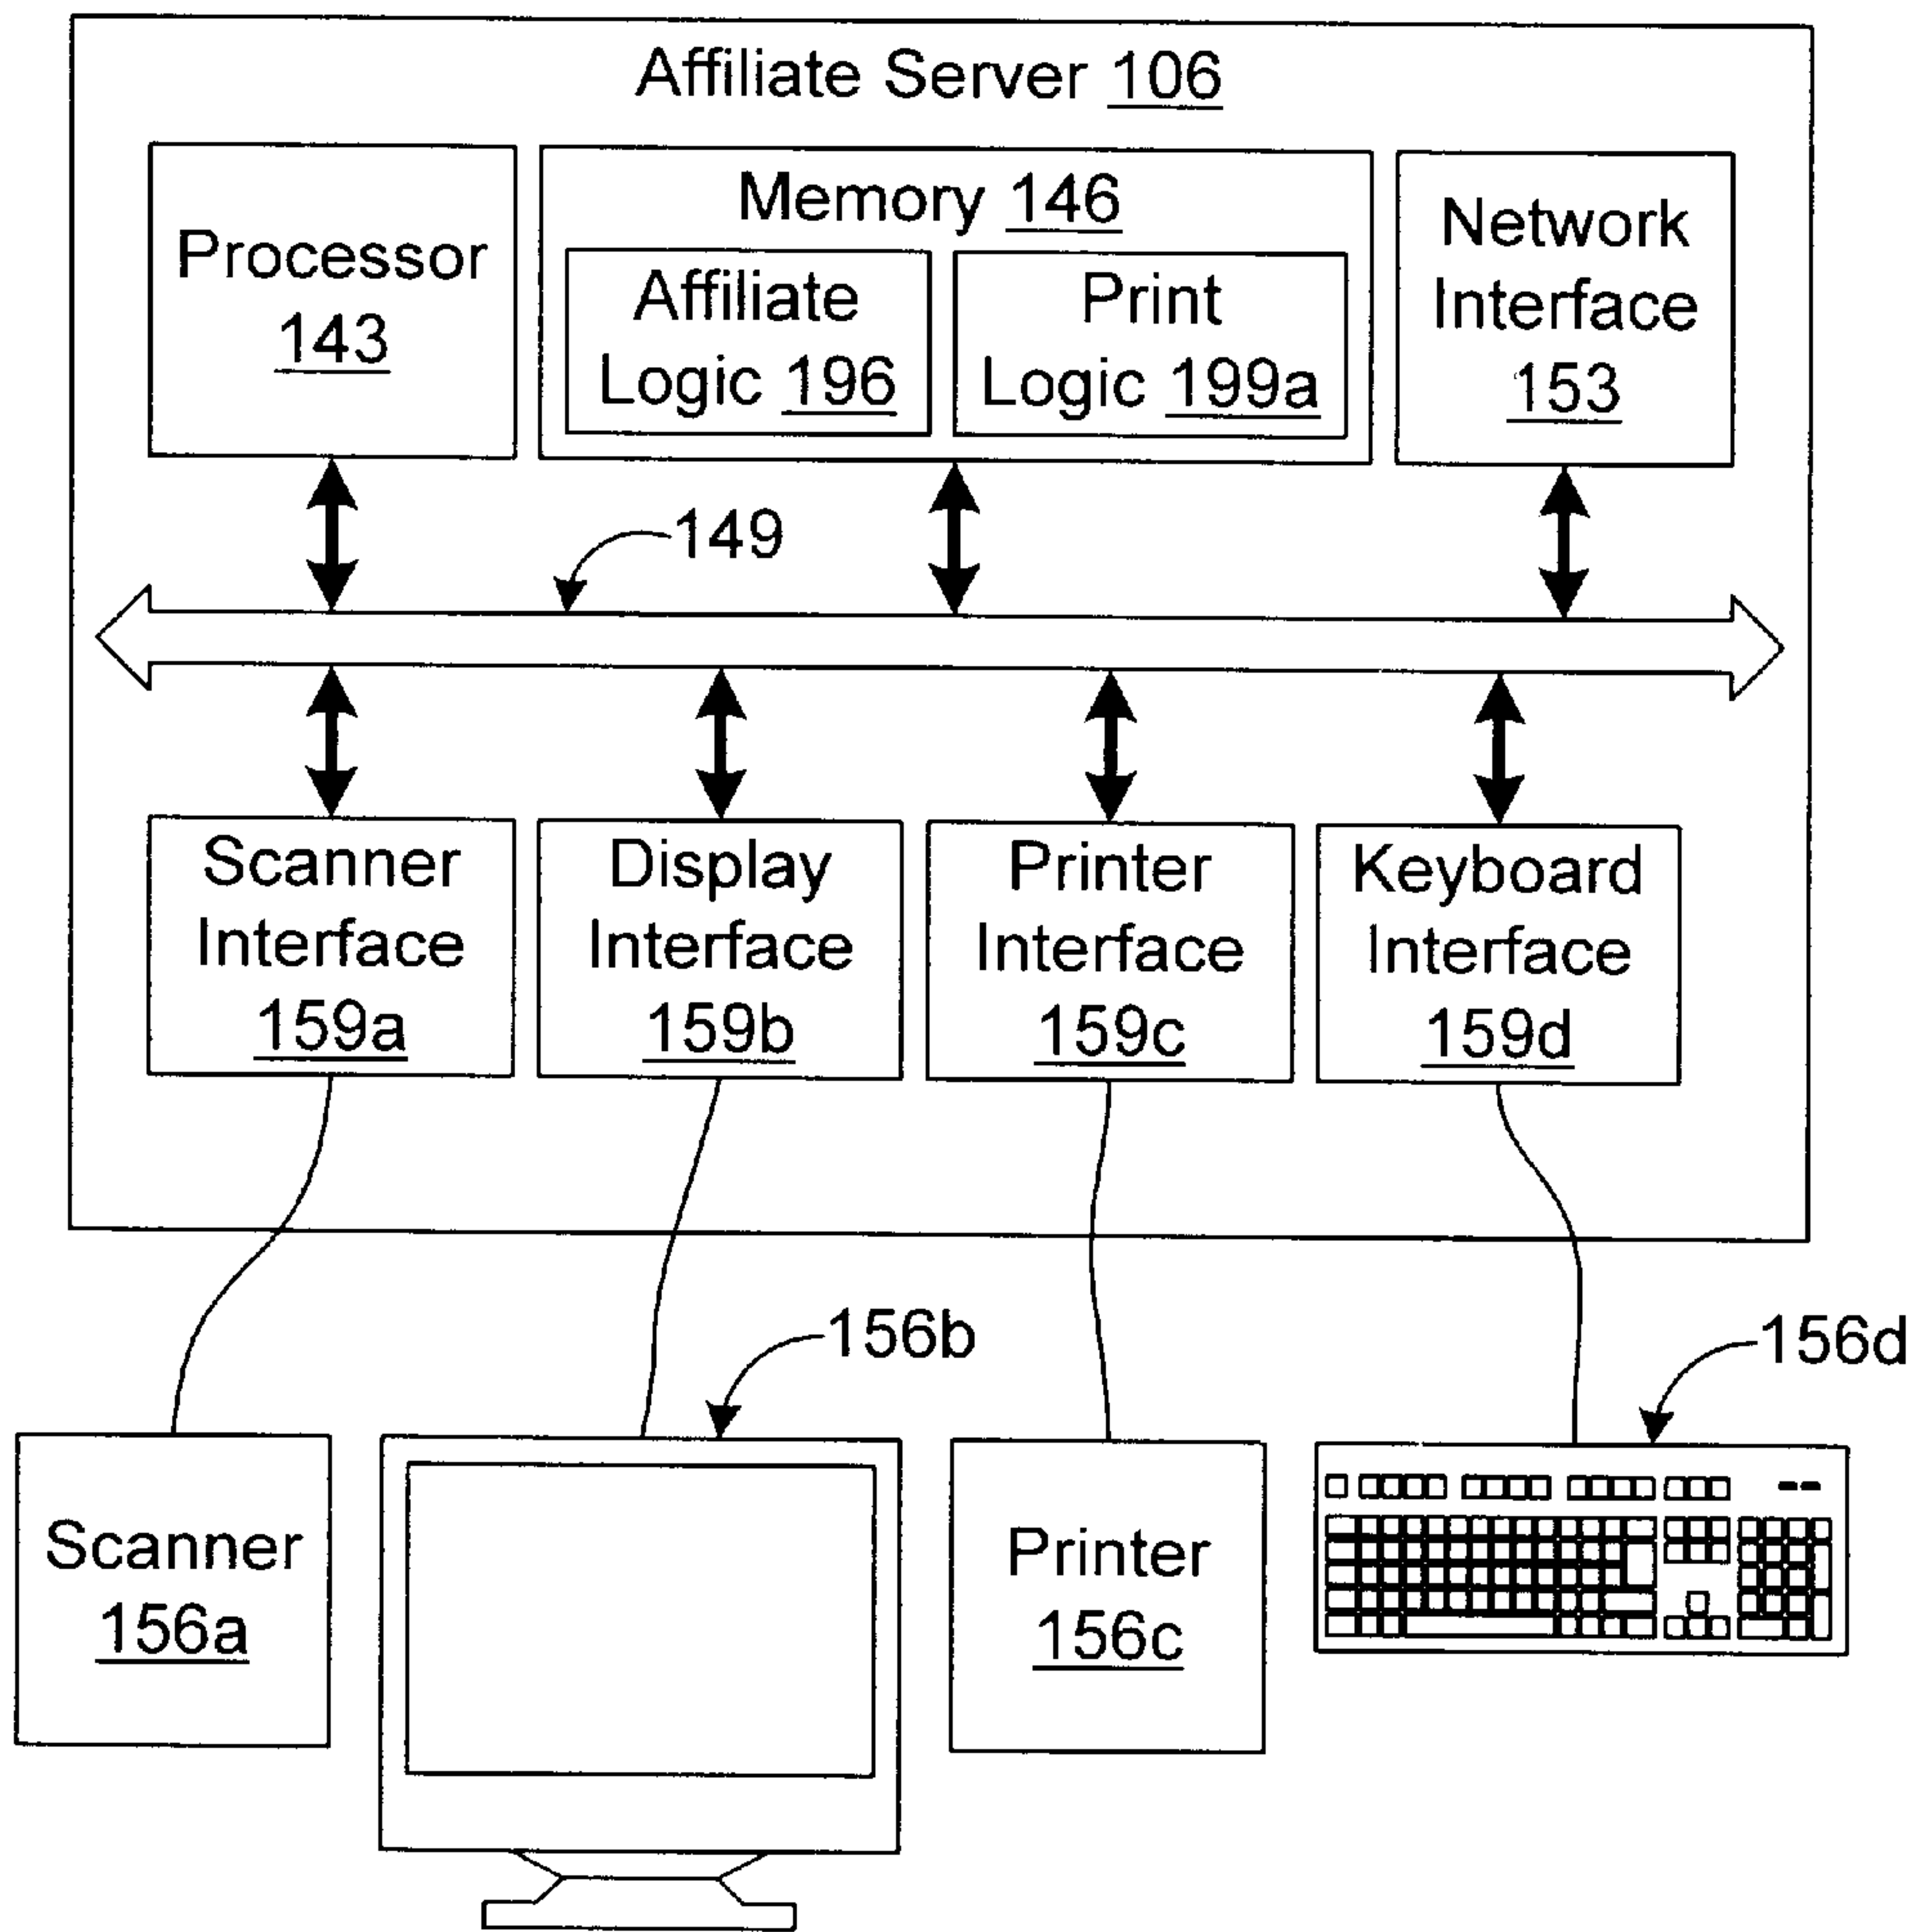 Affiliate Server 106
Processor
143
Memory 146
Affiliate
Logic 196
Print
Logic 199a
Network
Interface
153
149
Scanner
Interface
159a
Display
Interface
159b
Printer
Interface
159c
Keyboard
Interface
159d
156b
156d
Scanner
156a
Printer
156c